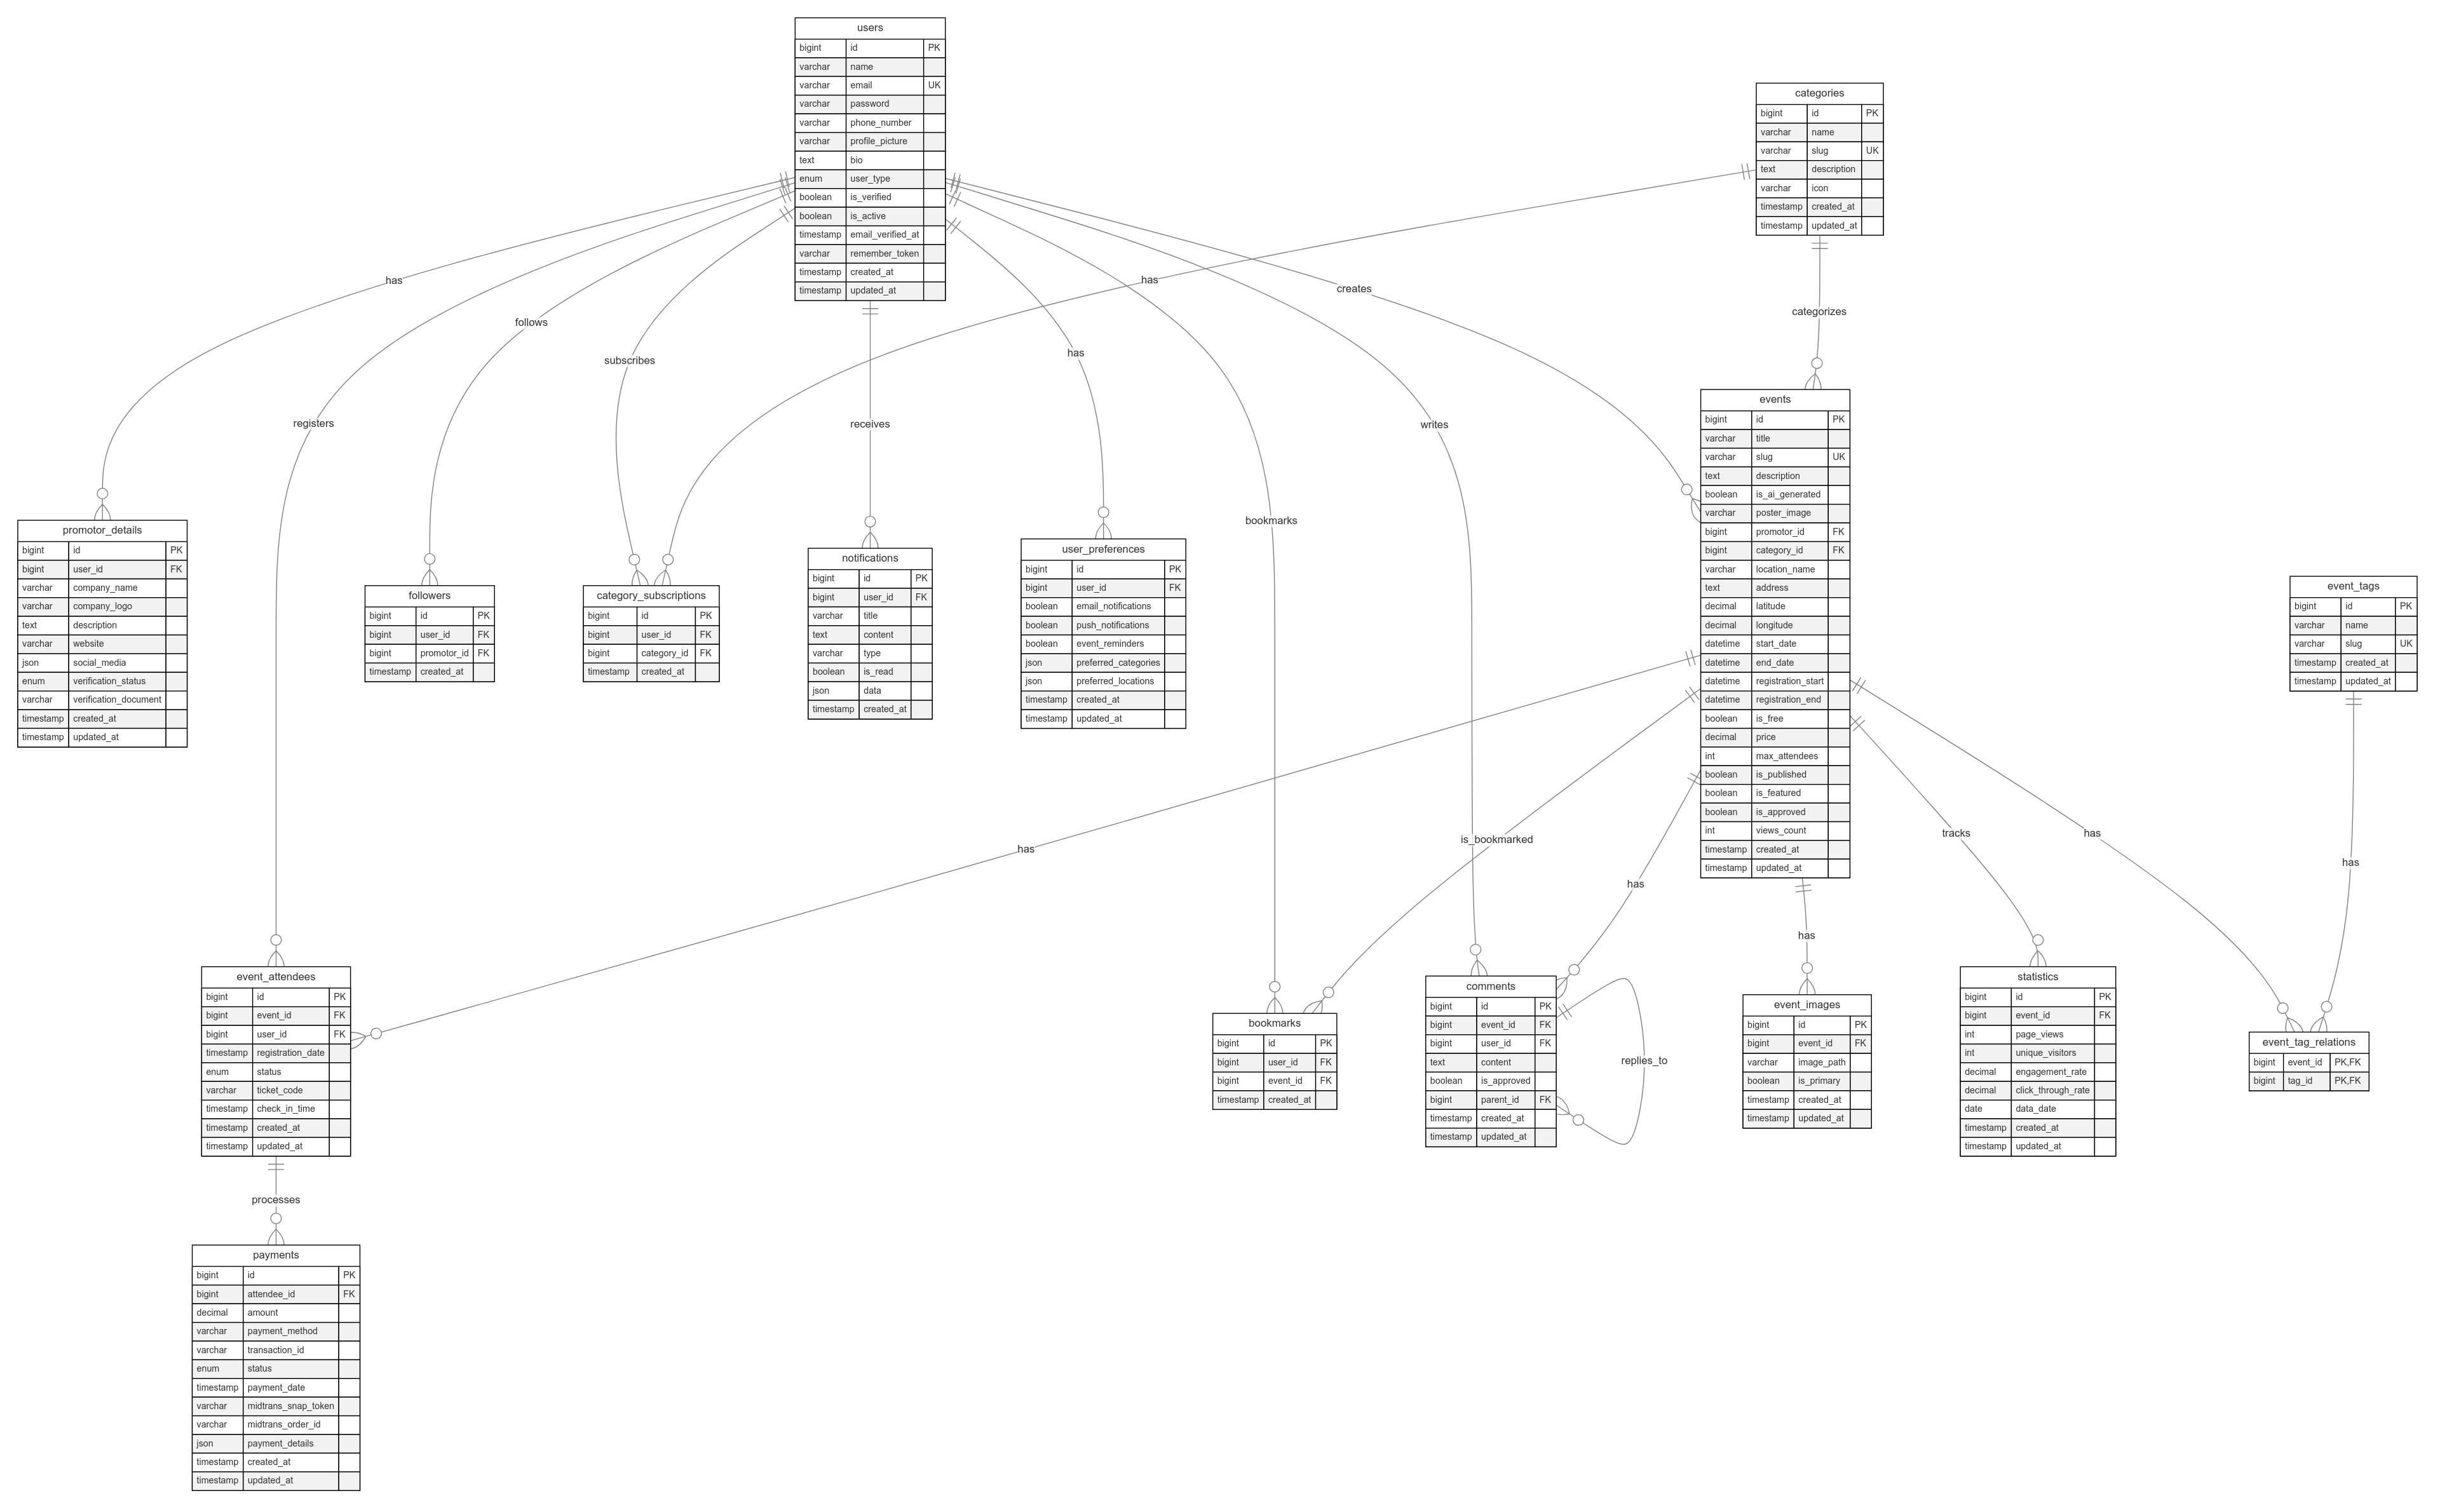 users
bigint id PK
varchar name
varchar email UK
varchar password
varchar phone_number
varchar profile_picture
text bio
enum user_type
boolean is_verified
boolean is_active
timestamp email_verified_at
varchar remember_token
timestamp created_at
timestamp updated_at
categories
bigint id PK
varchar name
varchar slug UK
text description
varchar icon
timestamp created_at
timestamp updated_at
has
registers
follows
subscribes
receives
has
bookmarks
writes
creates
has
categorizes
events
bigint id PK
varchar title
varchar slug UK
text description
boolean is_ai_generated
varchar poster_image
bigint promotor_id FK
bigint category_id FK
varchar location_name
text address
decimal latitude
decimal longitude
datetime start_date
datetime end_date
datetime registration_start
datetime registration_end
boolean is_free
decimal price
int max_attendees
boolean is_published
boolean is_featured
boolean is_approved
int views_count
timestamp created_at
timestamp updated_at
promotor_details
bigint id PK
bigint user_id FK
varchar company_name
varchar company_logo
text description
varchar website
json social_media
enum verification_status
varchar verification_document
timestamp created_at
timestamp updated_at
followers
bigint id PK
bigint user_id FK
bigint promotor_id FK
timestamp created_at
category_subscriptions
bigint id PK
bigint user_id FK
bigint category_id FK
timestamp created_at
notifications
bigint id PK
bigint user_id FK
varchar title
text content
varchar type
boolean is_read
json data
timestamp created_at
user_preferences
bigint id PK
bigint user_id FK
boolean email_notifications
boolean push_notifications
boolean event_reminders
json preferred_categories
json preferred_locations
timestamp created_at
timestamp updated_at
event_tags
bigint id PK
varchar name
varchar slug UK
timestamp created_at
timestamp updated_at
has
is_bookmarked
has
has
tracks
has
has
event_attendees
bigint id PK
bigint event_id FK
bigint user_id FK
timestamp registration_date
enum status
varchar ticket_code
timestamp check_in_time
timestamp created_at
timestamp updated_at
bookmarks
bigint id PK
bigint user_id FK
bigint event_id FK
timestamp created_at
comments
bigint id PK
bigint event_id FK
bigint user_id FK
text content
boolean is_approved
bigint parent_id FK
timestamp created_at
timestamp updated_at
replies_to
event_images
bigint id PK
bigint event_id FK
varchar image_path
boolean is_primary
timestamp created_at
timestamp updated_at
statistics
bigint id PK
bigint event_id FK
int page_views
int unique_visitors
decimal engagement_rate
decimal click_through_rate
date data_date
timestamp created_at
timestamp updated_at
event_tag_relations
bigint event_id PK,FK
bigint tag_id PK,FK
processes
payments
bigint id PK
bigint attendee_id FK
decimal amount
varchar payment_method
varchar transaction_id
enum status
timestamp payment_date
varchar midtrans_snap_token
varchar midtrans_order_id
json payment_details
timestamp created_at
timestamp updated_at